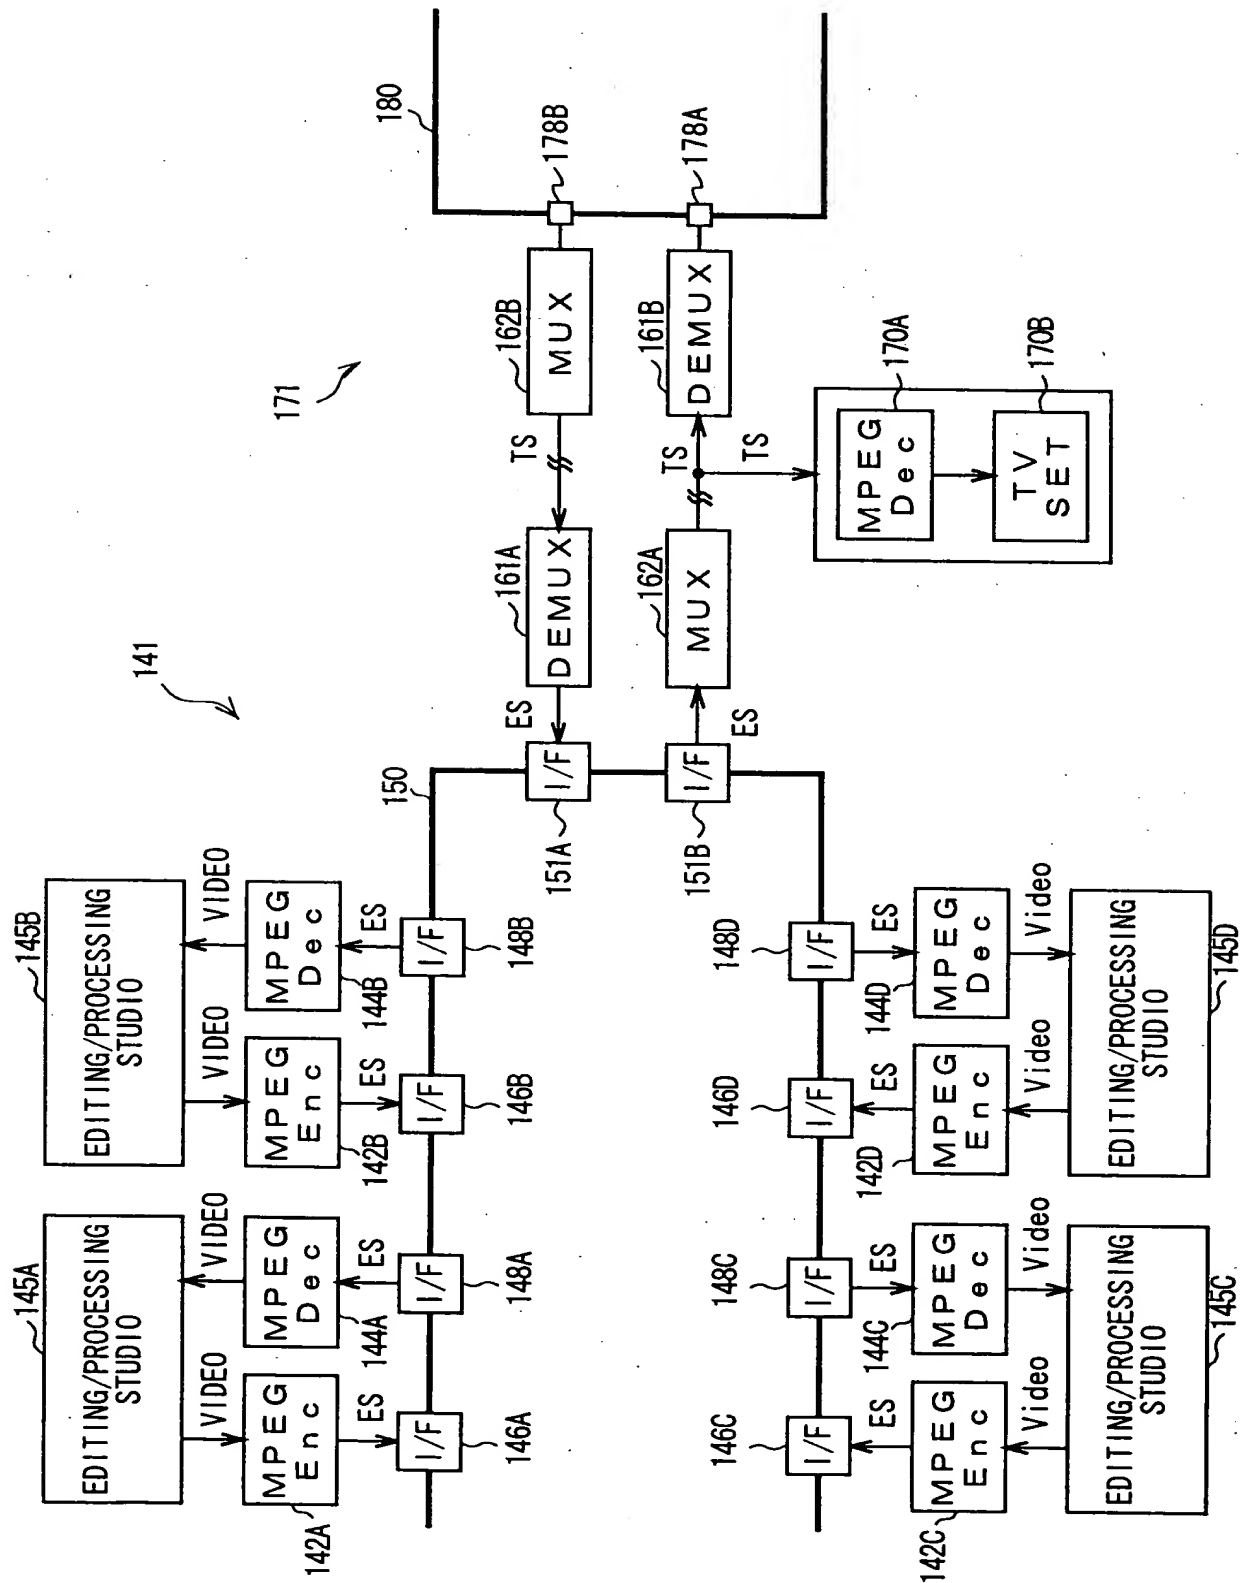 145A
EDITING/PROCESSING
STUDIO
145B
EDITING/PROCESSING
STUDIO
VIDEO
VIDEO
VIDEO
VIDEO
142A
MPEG
Enc
MPEG
Dec
144A
142B
MPEG
Enc
MPEG
Dec
144B
ES
ES
ES
ES
I/F
146A
I/F
148A
I/F
146B
I/F
148B
150
141
171
180
151A
I/F
ES
161A
DEMUX
TS
162B
MUX
178B
151B
I/F
ES
162A
MUX
TS
TS
161B
DEMUX
178A
MPEG
Dec
170A
TV
SET
170B
146C
I/F
148C
I/F
146D
I/F
148D
I/F
ES
ES
ES
ES
142C
MPEG
Enc
144C
MPEG
Dec
142D
MPEG
Enc
144D
MPEG
Dec
Video
Video
Video
Video
EDITING/PROCESSING
STUDIO
145C
EDITING/PROCESSING
STUDIO
145D